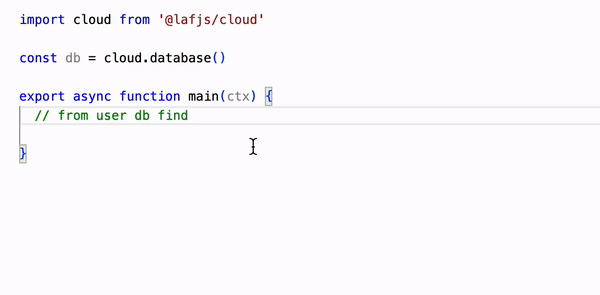 import cloud from '@lafjs/cloud'
const db = cloud.database()
export async function main(ctx) {
// from user db find
}